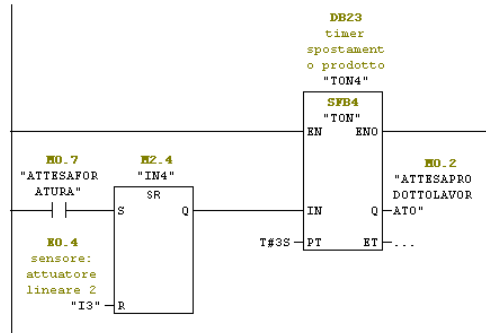 DB23
timer
spostament
o prodotto
"TON4"
SFB4
"TON"
EN ENO
M0.7
"ATTESAFOR
ATURA"
M2.4
"IN4"
SR
S Q
M0.2
"ATTESAPRO
DOTTOLAVOR
ATO"
IN Q
T#3S PT ET ...
E0.4
sensore:
attuatore
lineare 2
"I3" R